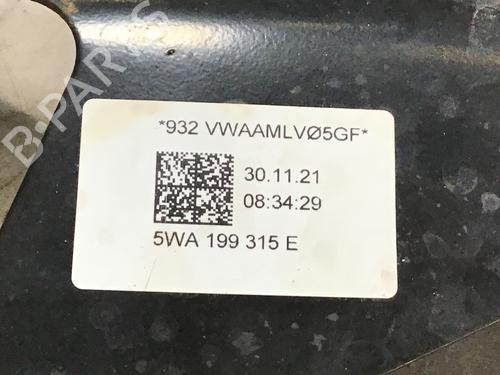 B-PARTS
*932 VWAAMLVØ5GF*
30.11.21
08:34:29
5WA 199 315 E